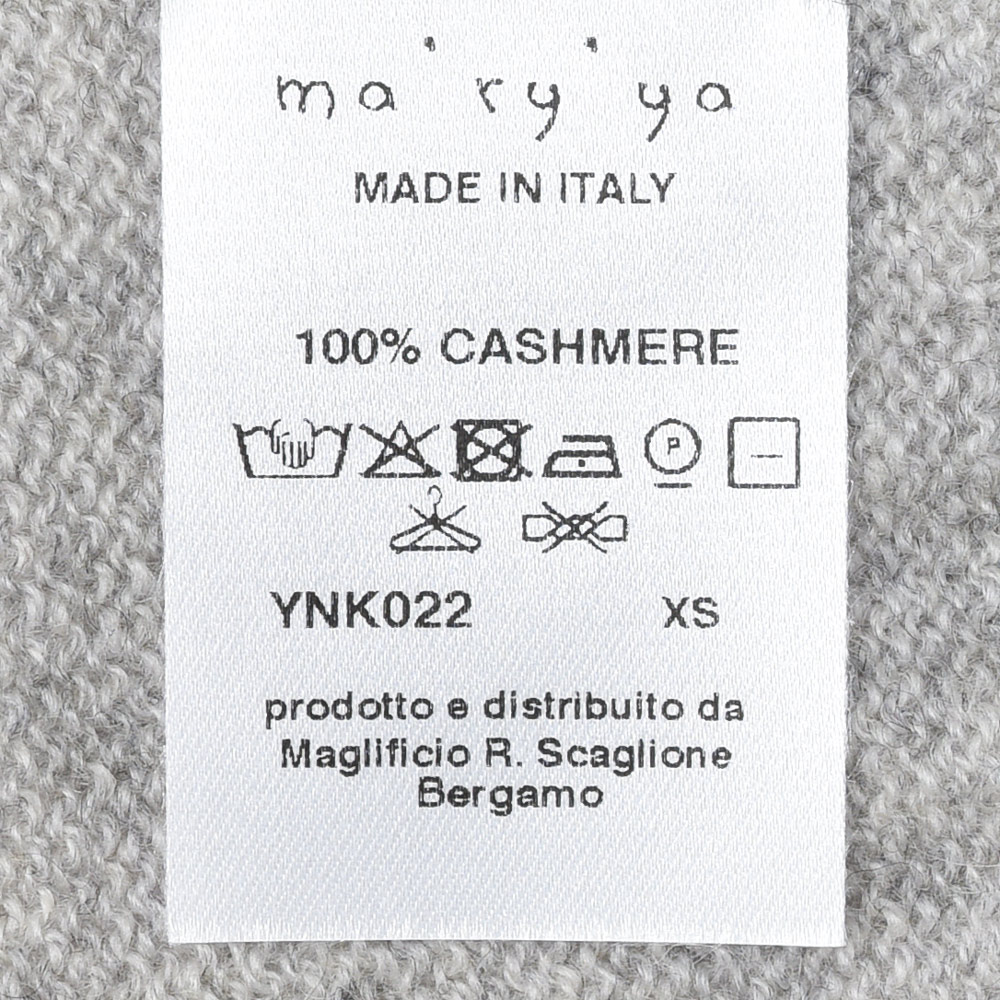 ma'ry'ya
MADE IN ITALY
100% CASHMERE
P
YNK022 XS
prodotto e distribuito da
Maglificio R. Scaglione
Bergamo